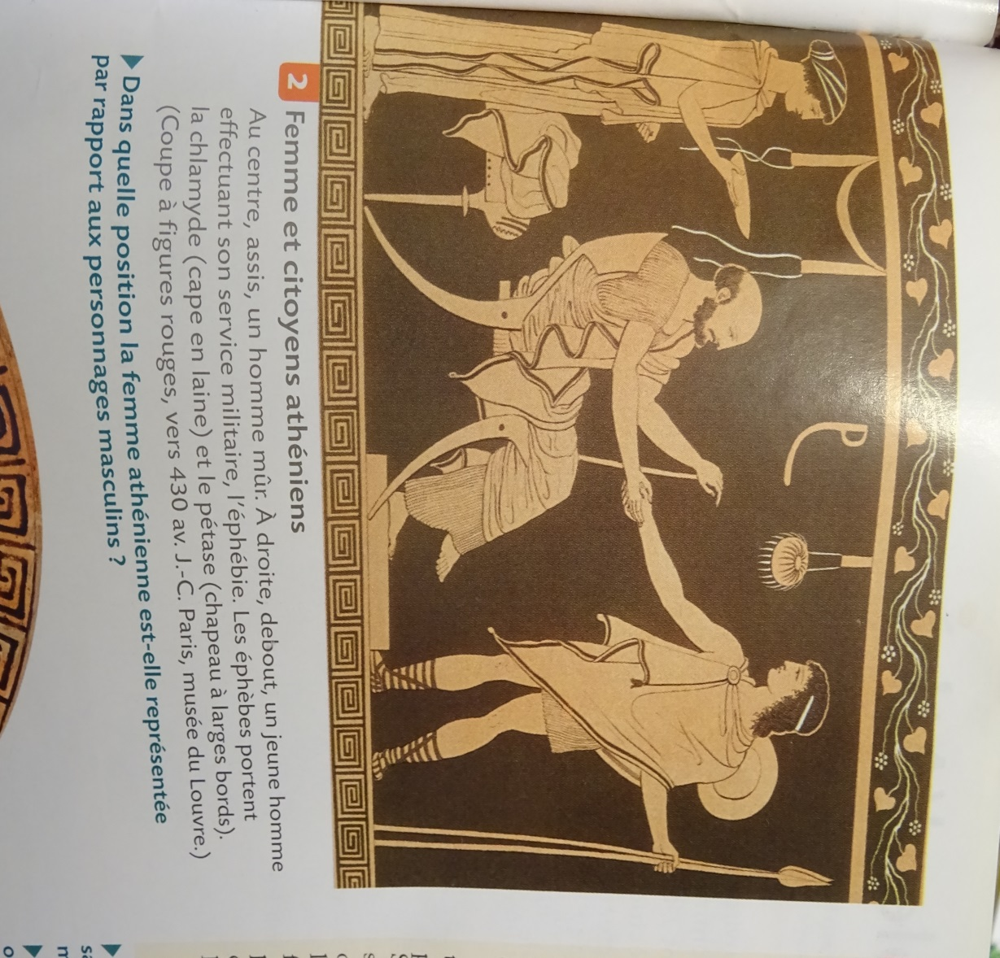 2 Femme et citoyens athéniens
Au centre, assis, un homme mûr. À droite, debout, un jeune homme
effectuant son service militaire, l'éphébie. Les éphèbes portent
la chlamyde (cape en laine) et le pétase (chapeau à larges bords).
(Coupe à figures rouges, vers 430 av. J.-C. Paris, musée du Louvre.)
▶ Dans quelle position la femme athénienne est-elle représentée
par rapport aux personnages masculins ?